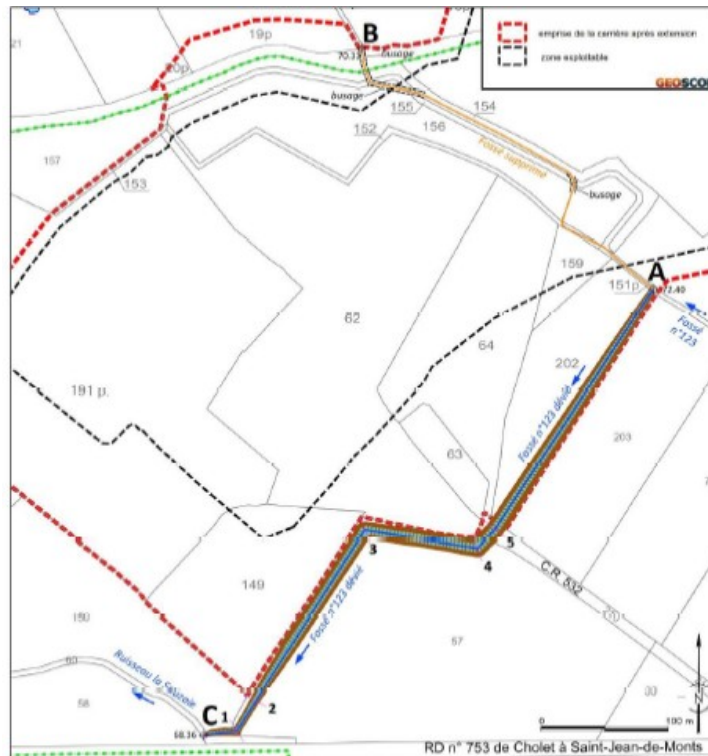 B
19p
20p
21
70.33
busage
busage
155
154
156
152
Fossé supprimé
busage
emprise de la carrière après extension
zone exploitable
GEOSCOP
153
159
A
151p
72.40
Fossé n°123
62
64
202
191 p.
Fossé n°123 dévié
203
63
3
4
5
C.R. 532
149
Fossé n°123 dévié
57
150
Ruisseau la
58
C
1
2
68.36
N
0
100 m
RD n° 753 de Cholet à Saint-Jean-de-Monts